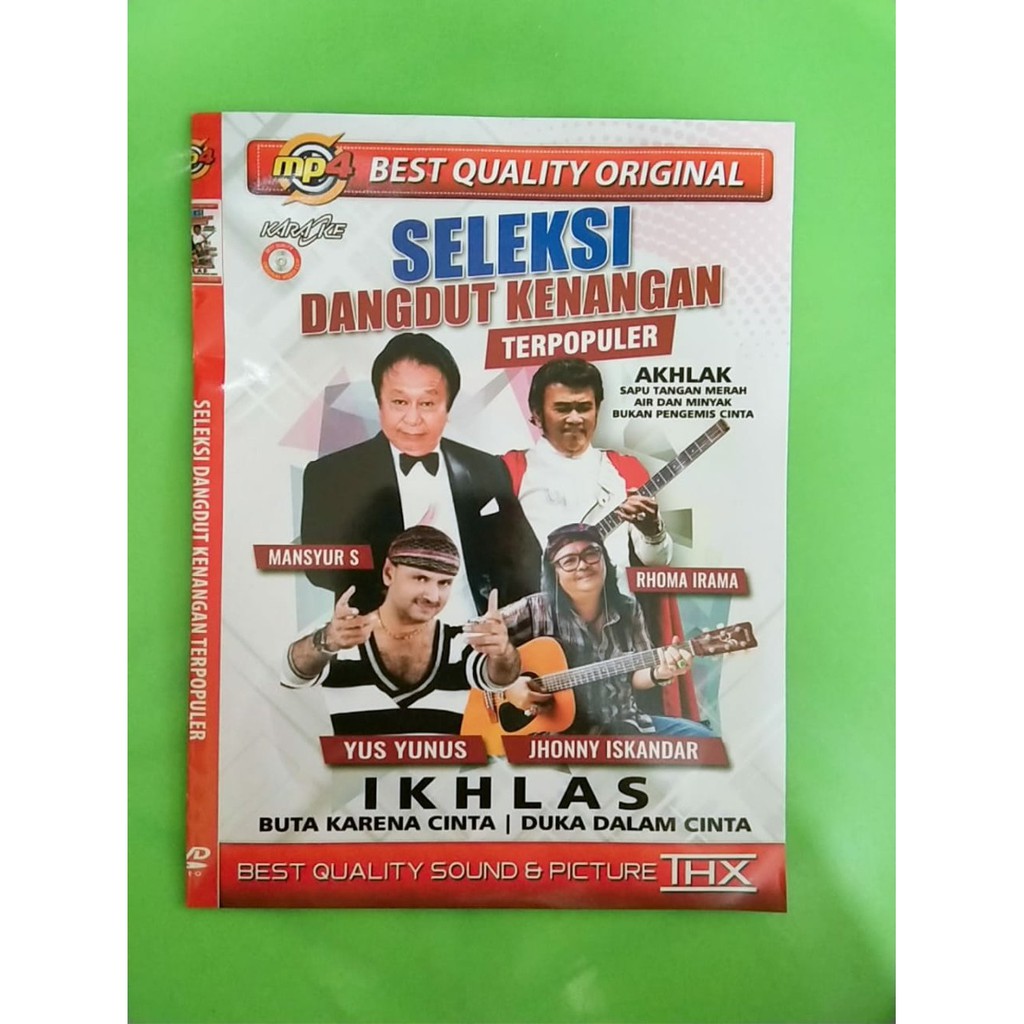 mp4 BEST QUALITY ORIGINAL
KARAOKE
SELEKSI
DANGDUT KENANGAN
TERPOPULER
AKHLAK
SAPU TANGAN MERAH
AIR DAN MINYAK
BUKAN PENGEMIS CINTA
MANSYUR S
RHOMA IRAMA
YUS YUNUS
JHONNY ISKANDAR
IKHLAS
BUTA KARENA CINTA | DUKA DALAM CINTA
BEST QUALITY SOUND & PICTURE THX
SELEKSI DANGDUT KENANGAN TERPOPULER